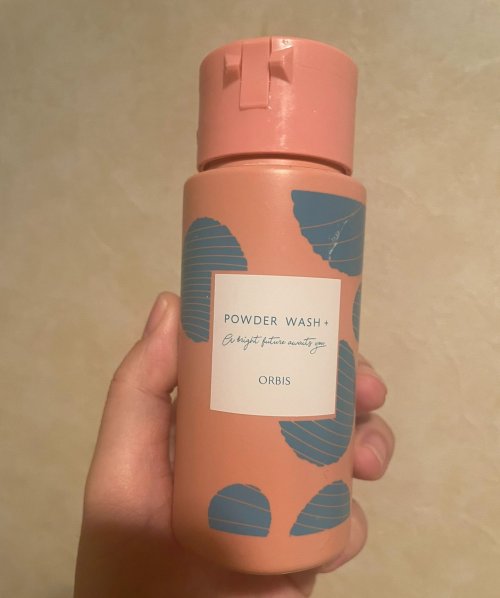 POWDER WASH +
A bright future awaits you.
ORBIS